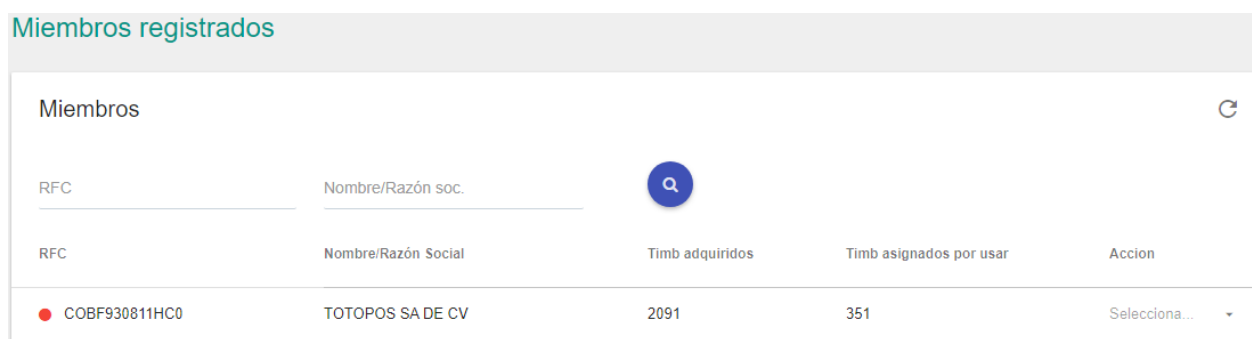 Miembros registrados
Miembros
RFC Nombre/Razón soc.
RFC Nombre/Razón Social Timb adquiridos Timb asignados por usar Accion
COBF930811HC0 TOTOPOS SA DE CV 2091 351 Selecciona...